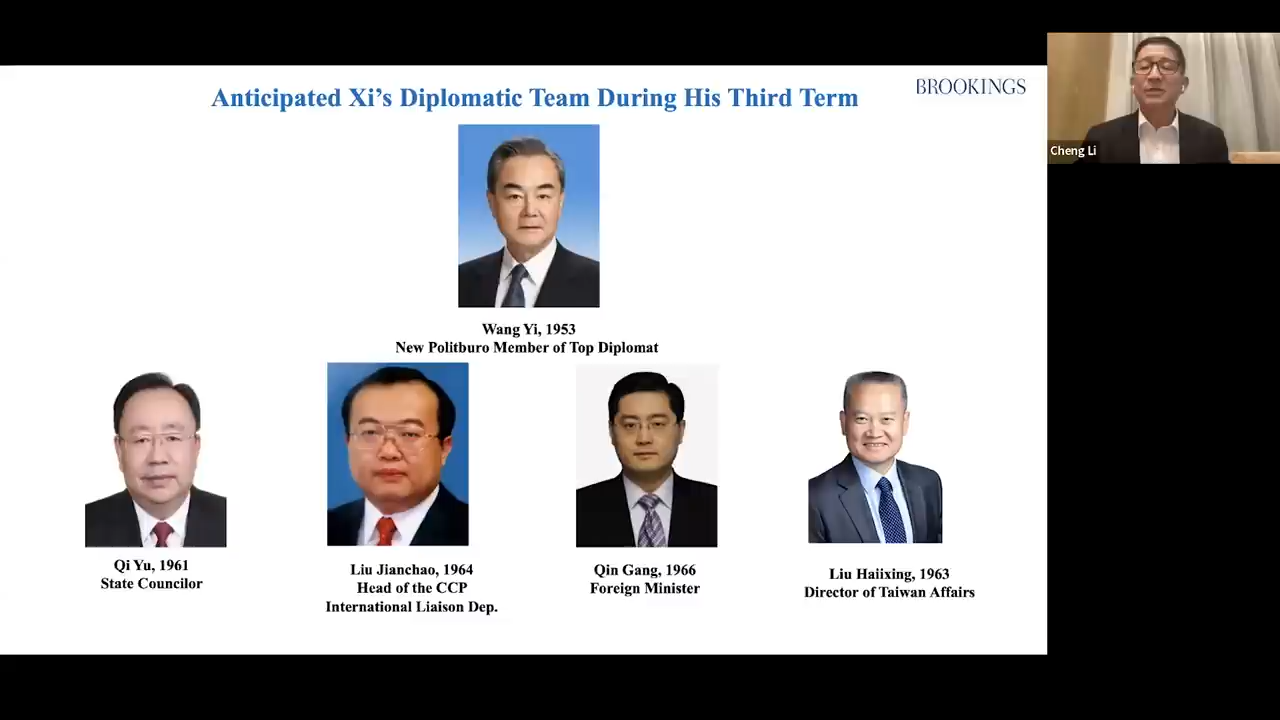 Anticipated Xi's Diplomatic Team During His Third Term
BROOKINGS
Cheng Li
Wang Yi, 1953
New Politburo Member of Top Diplomat
Qi Yu, 1961
State Councilor
Liu Jianchao, 1964
Head of the CCP
International Liaison Dep.
Qin Gang, 1966
Foreign Minister
Liu Haiixing, 1963
Director of Taiwan Affairs